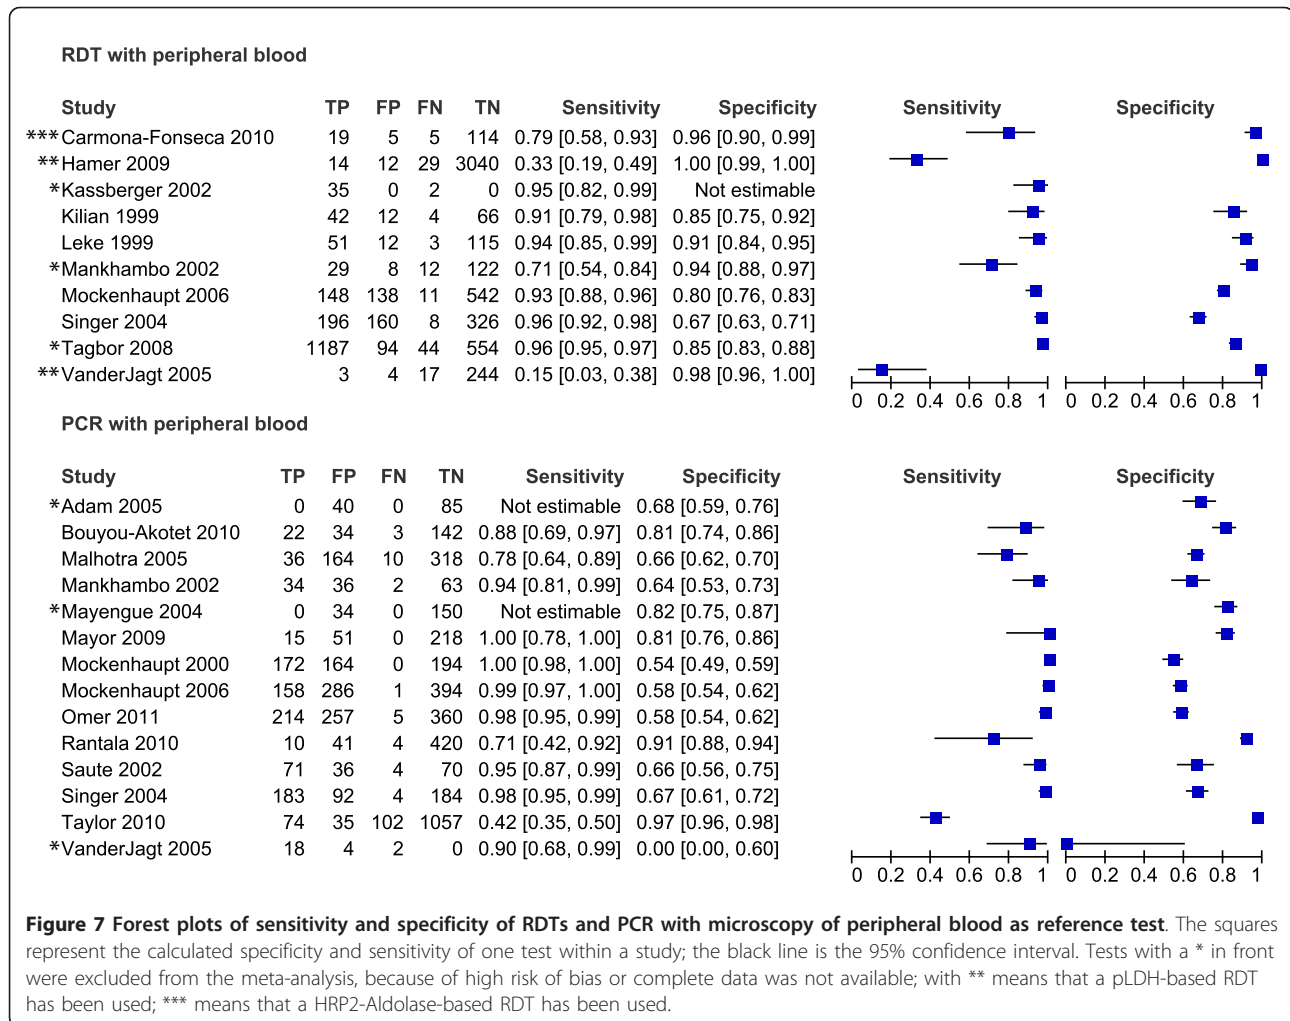 RDT with peripheral blood
Study TP FP FN TN Sensitivity Specificity Sensitivity Specificity
***Carmona-Fonseca 2010 19 5 5 114 0.79 [0.58, 0.93] 0.96 [0.90, 0.99]
**Hamer 2009 14 12 29 3040 0.33 [0.19, 0.49] 1.00 [0.99, 1.00]
*Kassberger 2002 35 0 2 0 0.95 [0.82, 0.99] Not estimable
Kilian 1999 42 12 4 66 0.91 [0.79, 0.98] 0.85 [0.75, 0.92]
Leke 1999 51 12 3 115 0.94 [0.85, 0.99] 0.91 [0.84, 0.95]
*Mankhambo 2002 29 8 12 122 0.71 [0.54, 0.84] 0.94 [0.88, 0.97]
Mockenhaupt 2006 148 138 11 542 0.93 [0.88, 0.96] 0.80 [0.76, 0.83]
Singer 2004 196 160 8 326 0.96 [0.92, 0.98] 0.67 [0.63, 0.71]
*Tagbor 2008 1187 94 44 554 0.96 [0.95, 0.97] 0.85 [0.83, 0.88]
**VanderJagt 2005 3 4 17 244 0.15 [0.03, 0.38] 0.98 [0.96, 1.00]
0 0.2 0.4 0.6 0.8 1 0 0.2 0.4 0.6 0.8 1
PCR with peripheral blood
Study TP FP FN TN Sensitivity Specificity Sensitivity Specificity
*Adam 2005 0 40 0 85 Not estimable 0.68 [0.59, 0.76]
Bouyou-Akotet 2010 22 34 3 142 0.88 [0.69, 0.97] 0.81 [0.74, 0.86]
Malhotra 2005 36 164 10 318 0.78 [0.64, 0.89] 0.66 [0.62, 0.70]
Mankhambo 2002 34 36 2 63 0.94 [0.81, 0.99] 0.64 [0.53, 0.73]
*Mayengue 2004 0 34 0 150 Not estimable 0.82 [0.75, 0.87]
Mayor 2009 15 51 0 218 1.00 [0.78, 1.00] 0.81 [0.76, 0.86]
Mockenhaupt 2000 172 164 0 194 1.00 [0.98, 1.00] 0.54 [0.49, 0.59]
Mockenhaupt 2006 158 286 1 394 0.99 [0.97, 1.00] 0.58 [0.54, 0.62]
Omer 2011 214 257 5 360 0.98 [0.95, 0.99] 0.58 [0.54, 0.62]
Rantala 2010 10 41 4 420 0.71 [0.42, 0.92] 0.91 [0.88, 0.94]
Saute 2002 71 36 4 70 0.95 [0.87, 0.99] 0.66 [0.56, 0.75]
Singer 2004 183 92 4 184 0.98 [0.95, 0.99] 0.67 [0.61, 0.72]
Taylor 2010 74 35 102 1057 0.42 [0.35, 0.50] 0.97 [0.96, 0.98]
*VanderJagt 2005 18 4 2 0 0.90 [0.68, 0.99] 0.00 [0.00, 0.60]
0 0.2 0.4 0.6 0.8 1 0 0.2 0.4 0.6 0.8 1
Figure 7 Forest plots of sensitivity and specificity of RDTs and PCR with microscopy of peripheral blood as reference test. The squares
represent the calculated specificity and sensitivity of one test within a study; the black line is the 95% confidence interval. Tests with a * in front
were excluded from the meta-analysis, because of high risk of bias or complete data was not available; with ** means that a pLDH-based RDT
has been used; *** means that a HRP2-Aldolase-based RDT has been used.